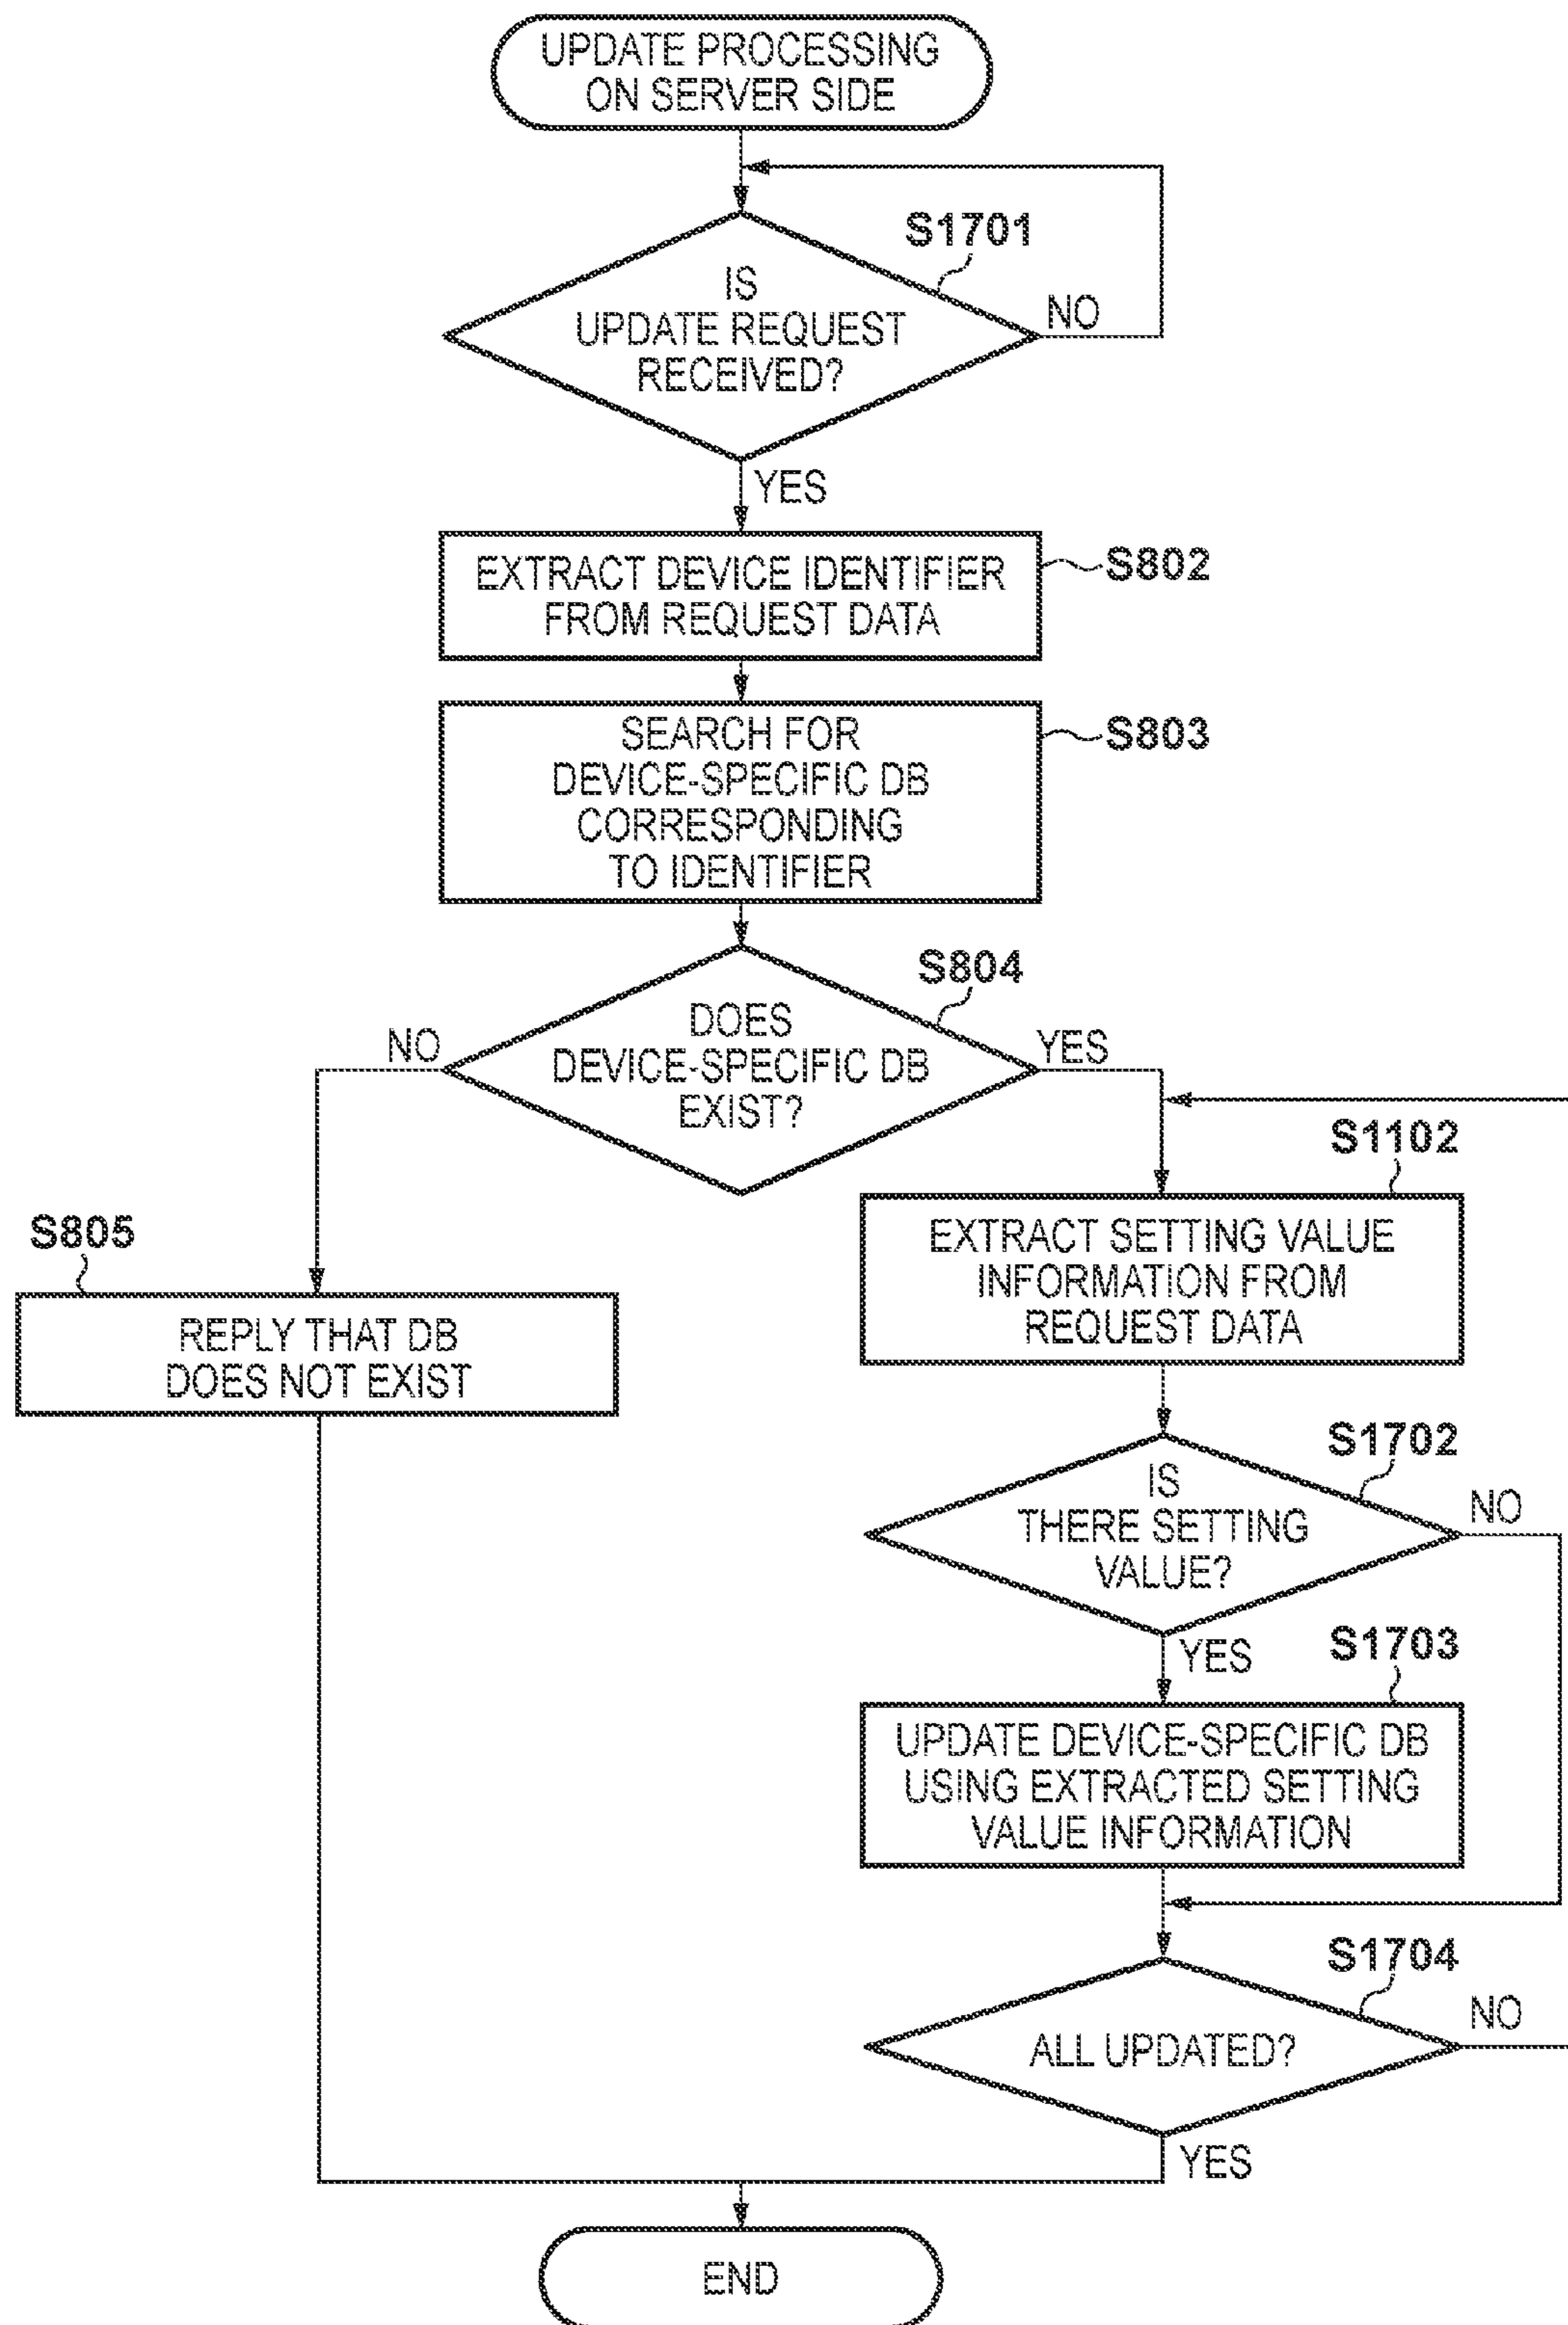 UPDATE PROCESSING
ON SERVER SIDE
S1701
IS
UPDATE REQUEST
RECEIVED?
NO
YES
EXTRACT DEVICE IDENTIFIER
FROM REQUEST DATA
S802
SEARCH FOR
DEVICE-SPECIFIC DB
CORRESPONDING
TO IDENTIFIER
S803
S804
DOES
DEVICE-SPECIFIC DB
EXIST?
NO
YES
S805
REPLY THAT DB
DOES NOT EXIST
S1102
EXTRACT SETTING VALUE
INFORMATION FROM
REQUEST DATA
S1702
IS
THERE SETTING
VALUE?
NO
YES
S1703
UPDATE DEVICE-SPECIFIC DB
USING EXTRACTED SETTING
VALUE INFORMATION
S1704
ALL UPDATED?
NO
YES
END